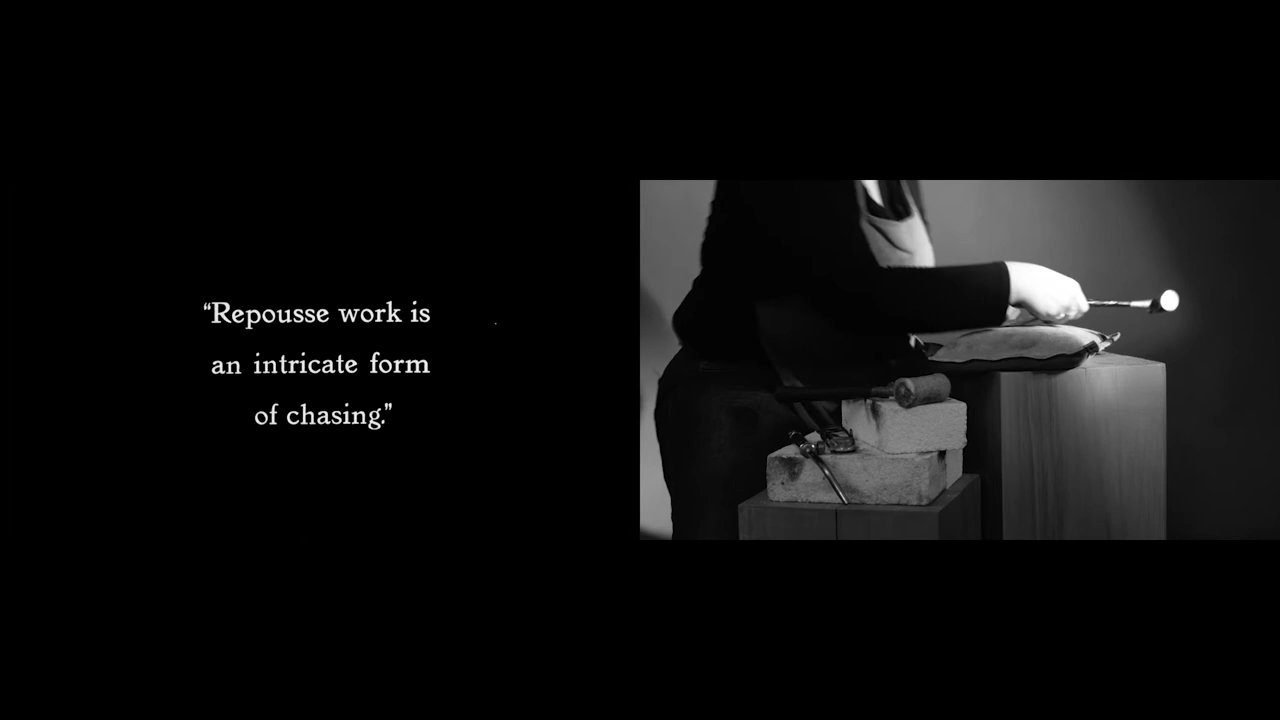 “Repousse work is
an intricate form
of chasing.”